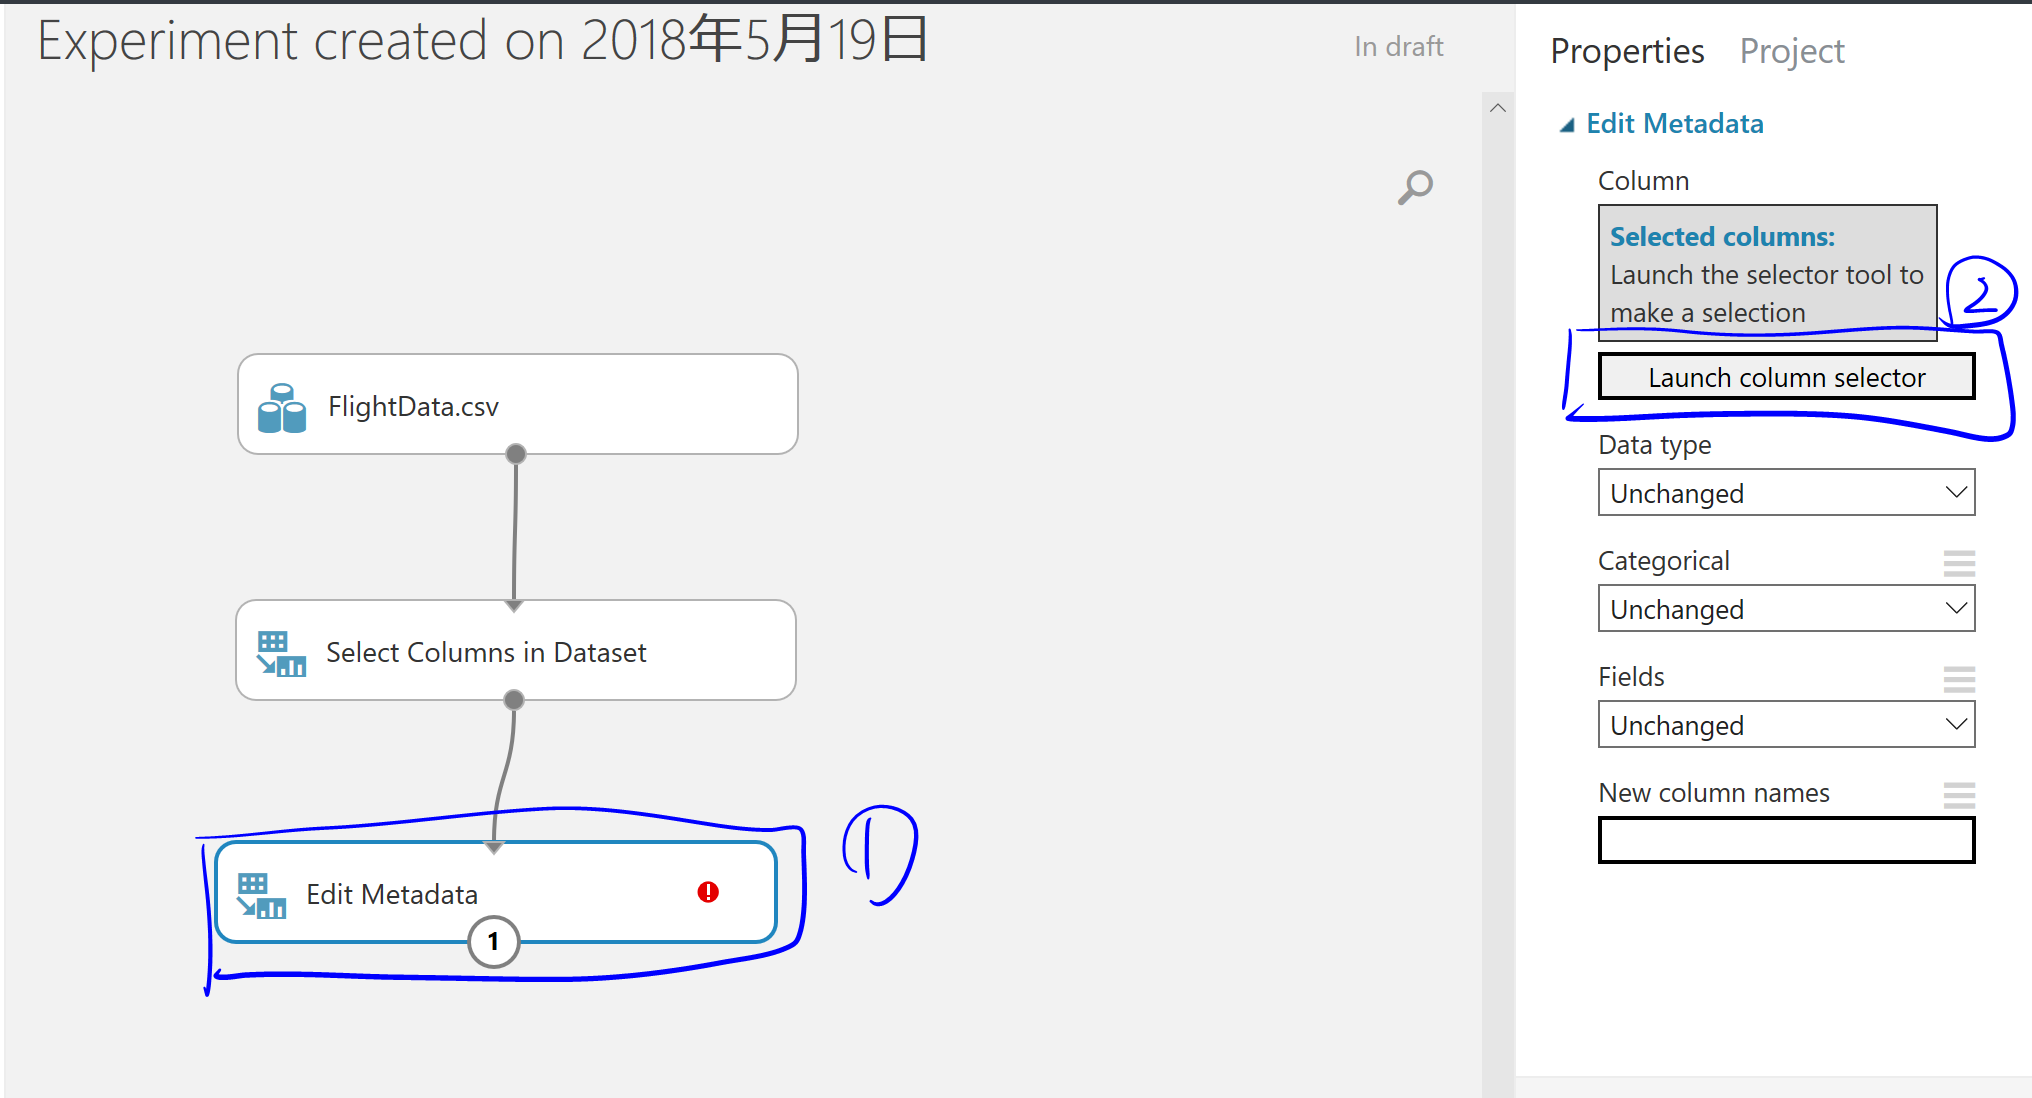 Experiment created on 2018年5月19日
In draft
FlightData.csv
Select Columns in Dataset
Edit Metadata
1
1
Properties Project
Edit Metadata
Column
Selected columns:
Launch the selector tool to
make a selection
2
Launch column selector
Data type
Unchanged
Categorical
Unchanged
Fields
Unchanged
New column names